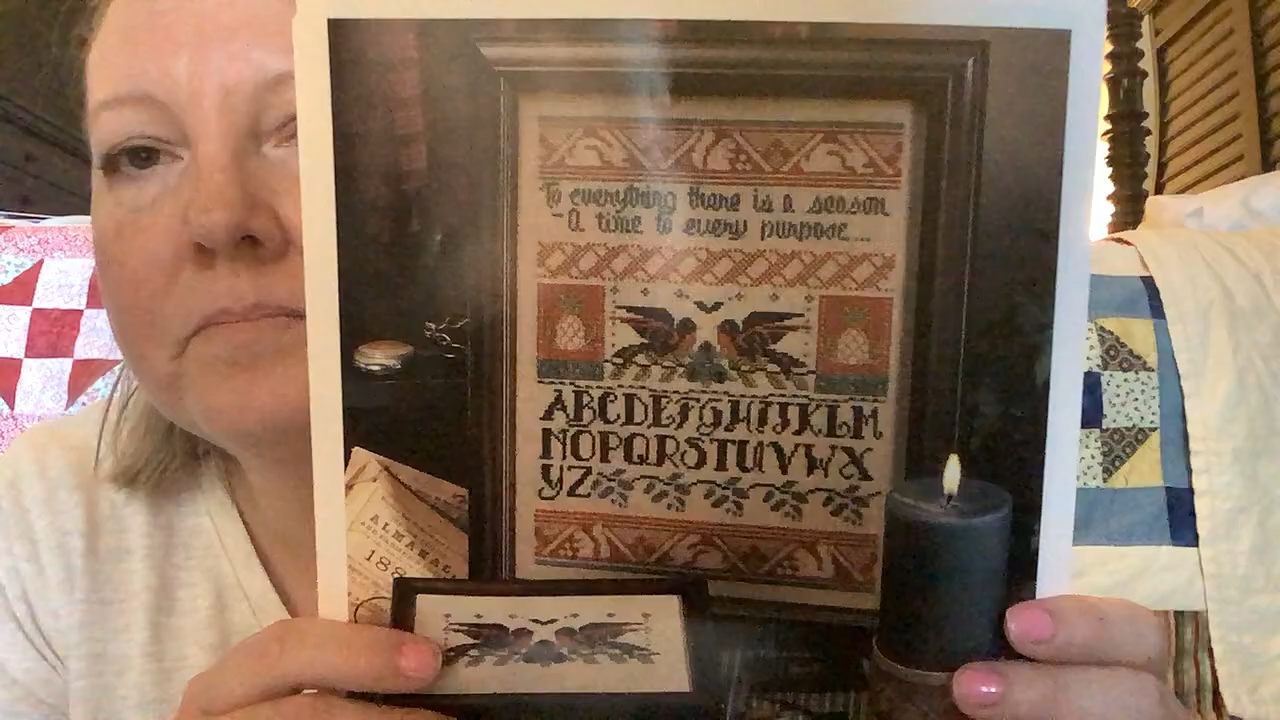 To everything there is a season
- A time to every purpose...
ABCDEFGHIJKLM
NOPQRSTUVWX
YZ
ALMANAC
188